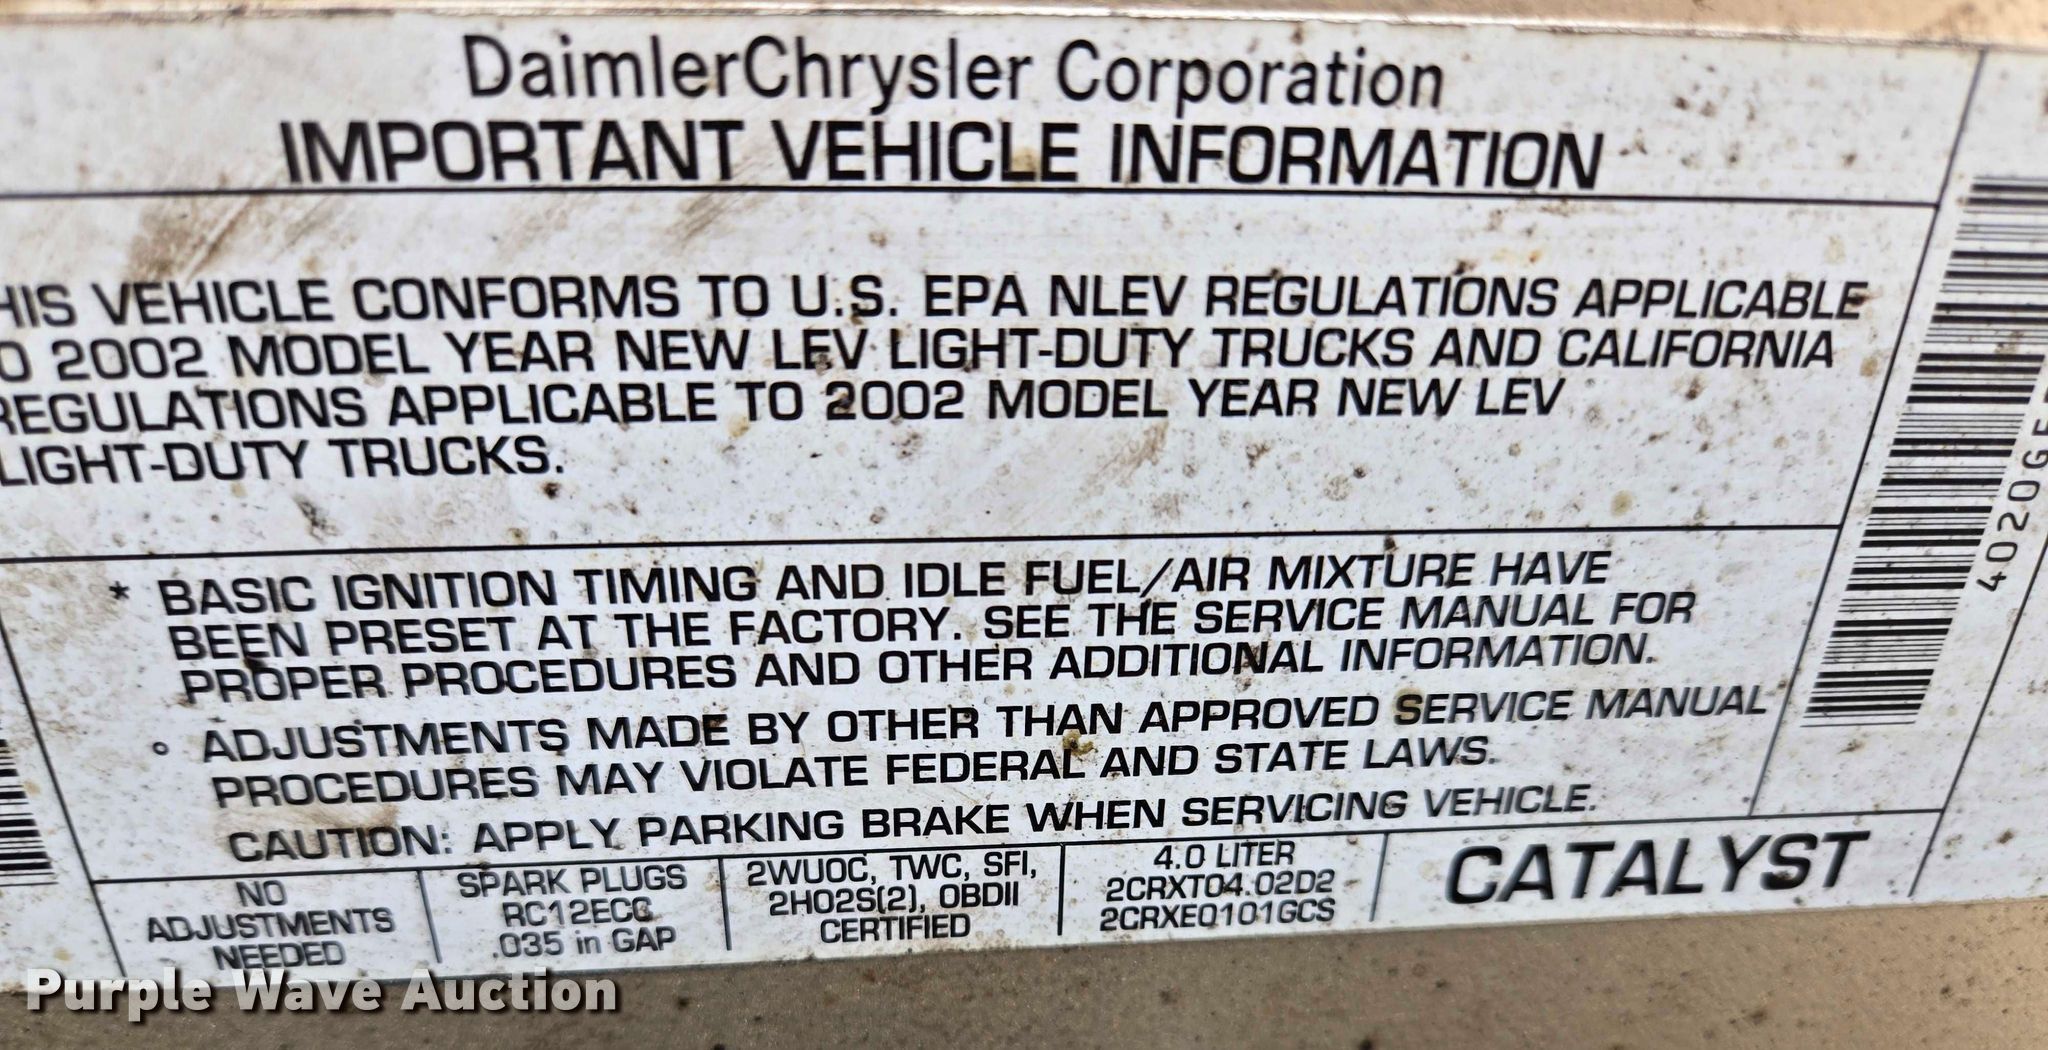 DaimlerChrysler Corporation
IMPORTANT VEHICLE INFORMATION
HIS VEHICLE CONFORMS TO U.S. EPA NLEV REGULATIONS APPLICABLE
O 2002 MODEL YEAR NEW LEV LIGHT-DUTY TRUCKS AND CALIFORNIA
REGULATIONS APPLICABLE TO 2002 MODEL YEAR NEW LEV
LIGHT-DUTY TRUCKS.
* BASIC IGNITION TIMING AND IDLE FUEL/AIR MIXTURE HAVE
BEEN PRESET AT THE FACTORY. SEE THE SERVICE MANUAL FOR
PROPER PROCEDURES AND OTHER ADDITIONAL INFORMATION.
° ADJUSTMENTS MADE BY OTHER THAN APPROVED SERVICE MANUAL
PROCEDURES MAY VIOLATE FEDERAL AND STATE LAWS.
CAUTION: APPLY PARKING BRAKE WHEN SERVICING VEHICLE.
NO
ADJUSTMENTS
NEEDED
SPARK PLUGS
RC12ECC
.035 in GAP
2WUOC, TWC, SFI,
2HO2S(2), OBDII
CERTIFIED
4.0 LITER
2CRXT04.02D2
2CRXE0101GCS
CATALYST
4020G5
Purple Wave Auction